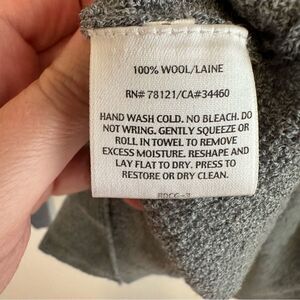 100% WOOL/LAINE
RN# 78121/CA#34460
HAND WASH COLD. NO BLEACH. DO
NOT WRING. GENTLY SQUEEZE OR
ROLL IN TOWEL TO REMOVE
EXCESS MOISTURE. RESHAPE AND
LAY FLAT TO DRY. PRESS TO
RESTORE OR DRY CLEAN.